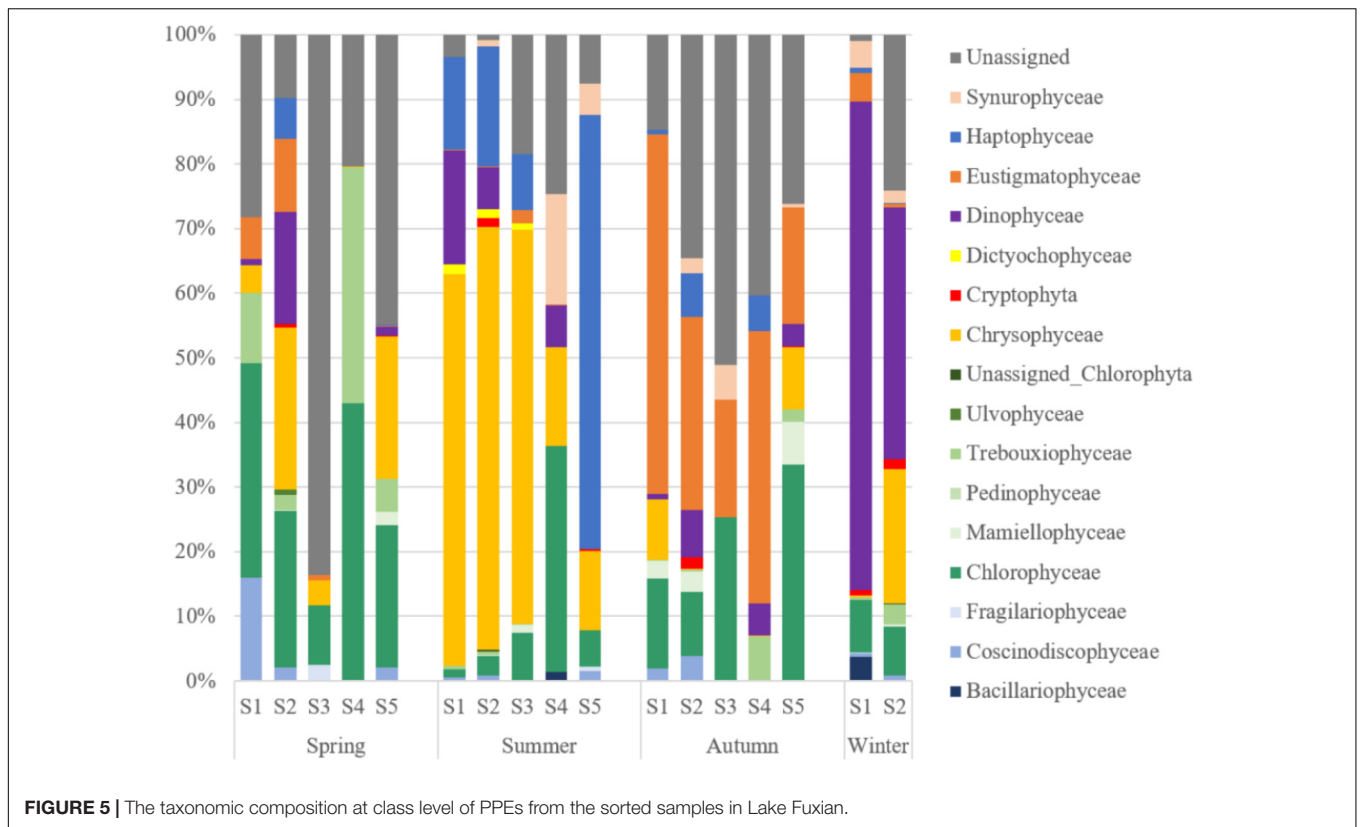 100%
90%
80%
70%
60%
50%
40%
30%
20%
10%
0%
S1 S2 S3 S4 S5 S1 S2 S3 S4 S5 S1 S2 S3 S4 S5 S1 S2
Spring Summer Autumn Winter
Unassigned
Synurophyceae
Haptophyceae
Eustigmatophyceae
Dinophyceae
Dictyochophyceae
Cryptophyta
Chrysophyceae
Unassigned_Chlorophyta
Ulvophyceae
Trebouxiophyceae
Pedinophyceae
Mamiellophyceae
Chlorophyceae
Fragilariophyceae
Coscinodiscophyceae
Bacillariophyceae
FIGURE 5 | The taxonomic composition at class level of PPEs from the sorted samples in Lake Fuxian.